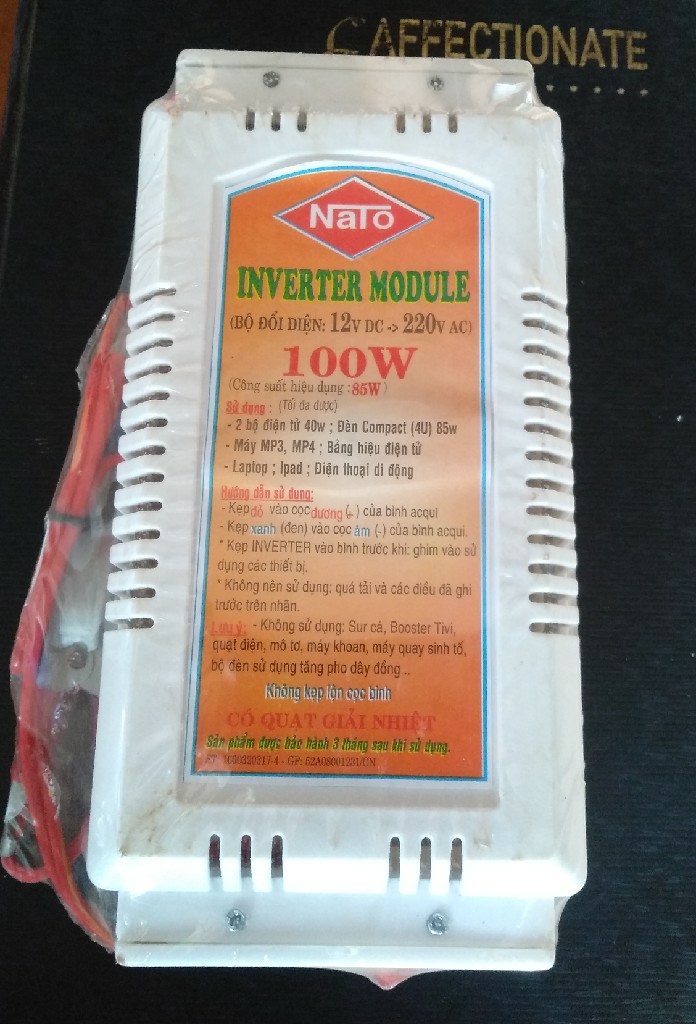 AFFECTIONATE
NaTo
INVERTER MODULE
(BỘ ĐỔI DIỆN: 12V DC -> 220V AC)
100W
(Công suất hiệu dụng : 85W)
Sử dụng : (Tối đa được)
- 2 bộ điện tử 40w ; Đèn Compact (4U) 85w
- Máy MP3, MP4 ; Bảng hiệu điện tử
- Laptop ; Ipad ; Điện thoại di động
Hướng dẫn sử dụng:
- Kẹp đỏ vào cọc dương (+) của bình acqui
- Kẹp xanh (đen) vào cọc âm (-) của bình acqui.
* Kẹp INVERTER vào bình trước khi: ghim vào sử
dụng các thiết bị.
* Không nên sử dụng: quá tải và các điều đã ghi
trước trên nhãn.
Lưu ý: - Không sử dụng: Sur cá, Booster Tivi,
quạt điện, mô tơ, máy khoan, máy quay sinh tố,
bộ đèn sử dụng tăng pho dây đồng...
Không kẹp lộn cọc bình
CÓ QUẠT GIẢI NHIỆT
Sản phẩm được bảo hành 3 tháng sau khi sử dụng.